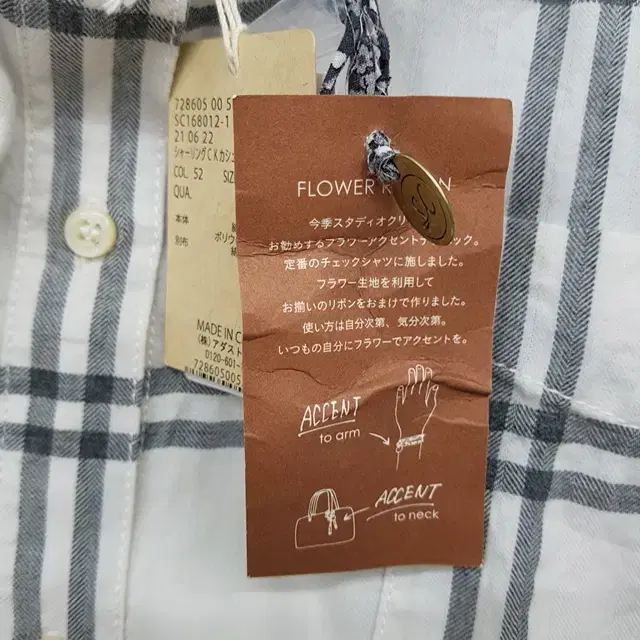 728605 00 5
SC168012-1
21 06 22
シャーリングCKカシュ
COL. 52 SIZ
QUA.
本体
別布 ポリウ
MADE IN C
(株)アダスト
0120-601-
728605005
FLOWER R N
今季スタディオクリ
お勧めするフラワーアクセントテ ック。
定番のチェックシャツに施しました。
フラワー生地を利用して
お揃いのリボンをおまけで作りました。
使い方は自分次第、気分次第。
いつもの自分にフラワーでアクセントを。
ACCENT
to arm
ACCENT
to neck